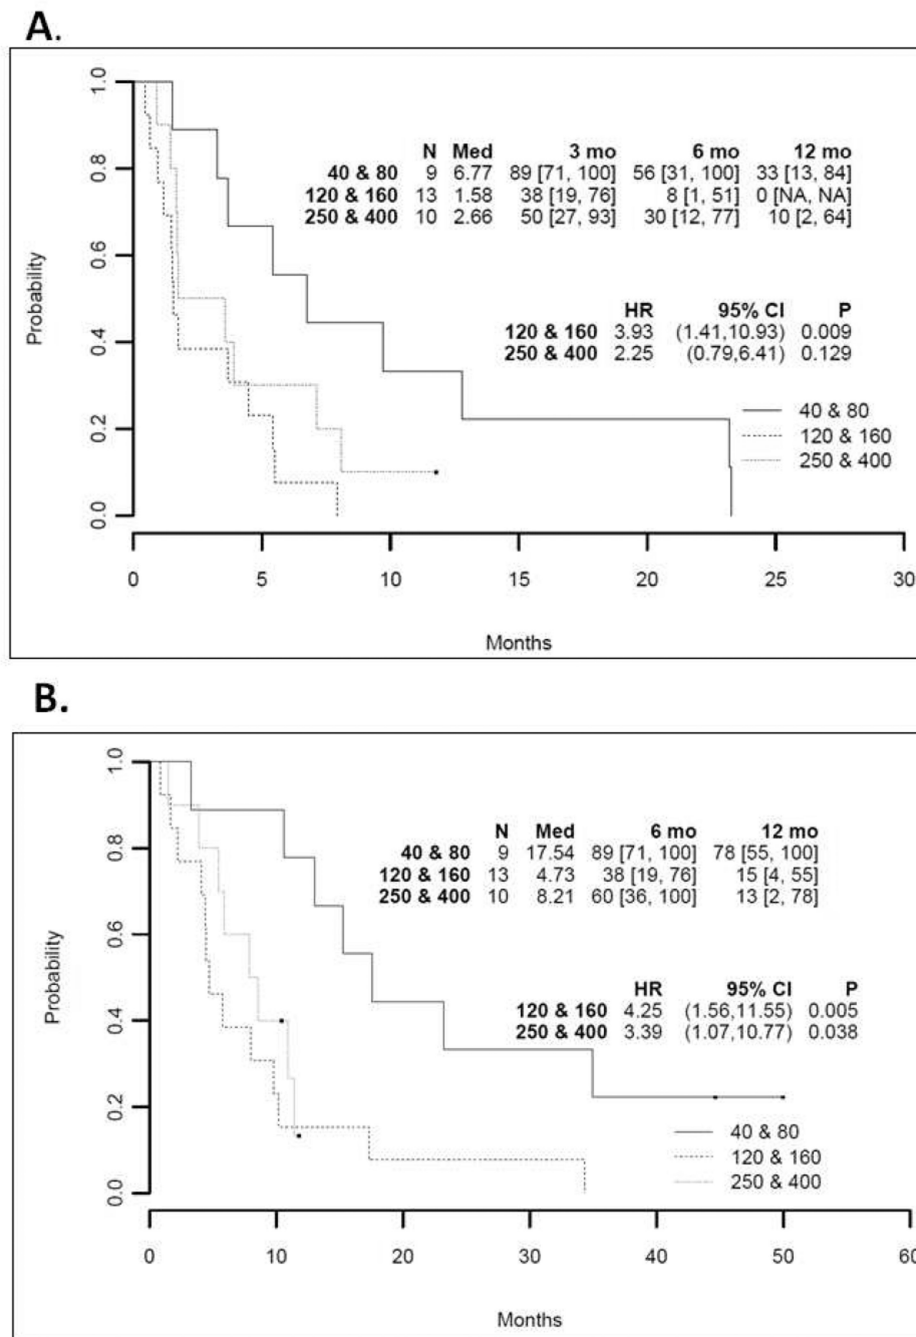 A.
N Med 3 mo 6 mo 12 mo
40 & 80 9 6.77 89 [71, 100] 56 [31, 100] 33 [13, 84]
120 & 160 13 1.58 38 [19, 76] 8 [1, 51] 0 [NA, NA]
250 & 400 10 2.66 50 [27, 93] 30 [12, 77] 10 [2, 64]
HR 95% CI P
120 & 160 3.93 (1.41,10.93) 0.009
250 & 400 2.25 (0.79,6.41) 0.129
40 & 80
120 & 160
250 & 400
Probability
1.0
0.8
0.6
0.4
0.2
0.0
0 5 10 15 20 25 30
Months
B.
N Med 6 mo 12 mo
40 & 80 9 17.54 89 [71, 100] 78 [55, 100]
120 & 160 13 4.73 38 [19, 76] 15 [4, 55]
250 & 400 10 8.21 60 [36, 100] 13 [2, 78]
HR 95% CI P
120 & 160 4.25 (1.56,11.55) 0.005
250 & 400 3.39 (1.07,10.77) 0.038
40 & 80
120 & 160
250 & 400
Probability
1.0
0.8
0.6
0.4
0.2
0.0
0 10 20 30 40 50 60
Months